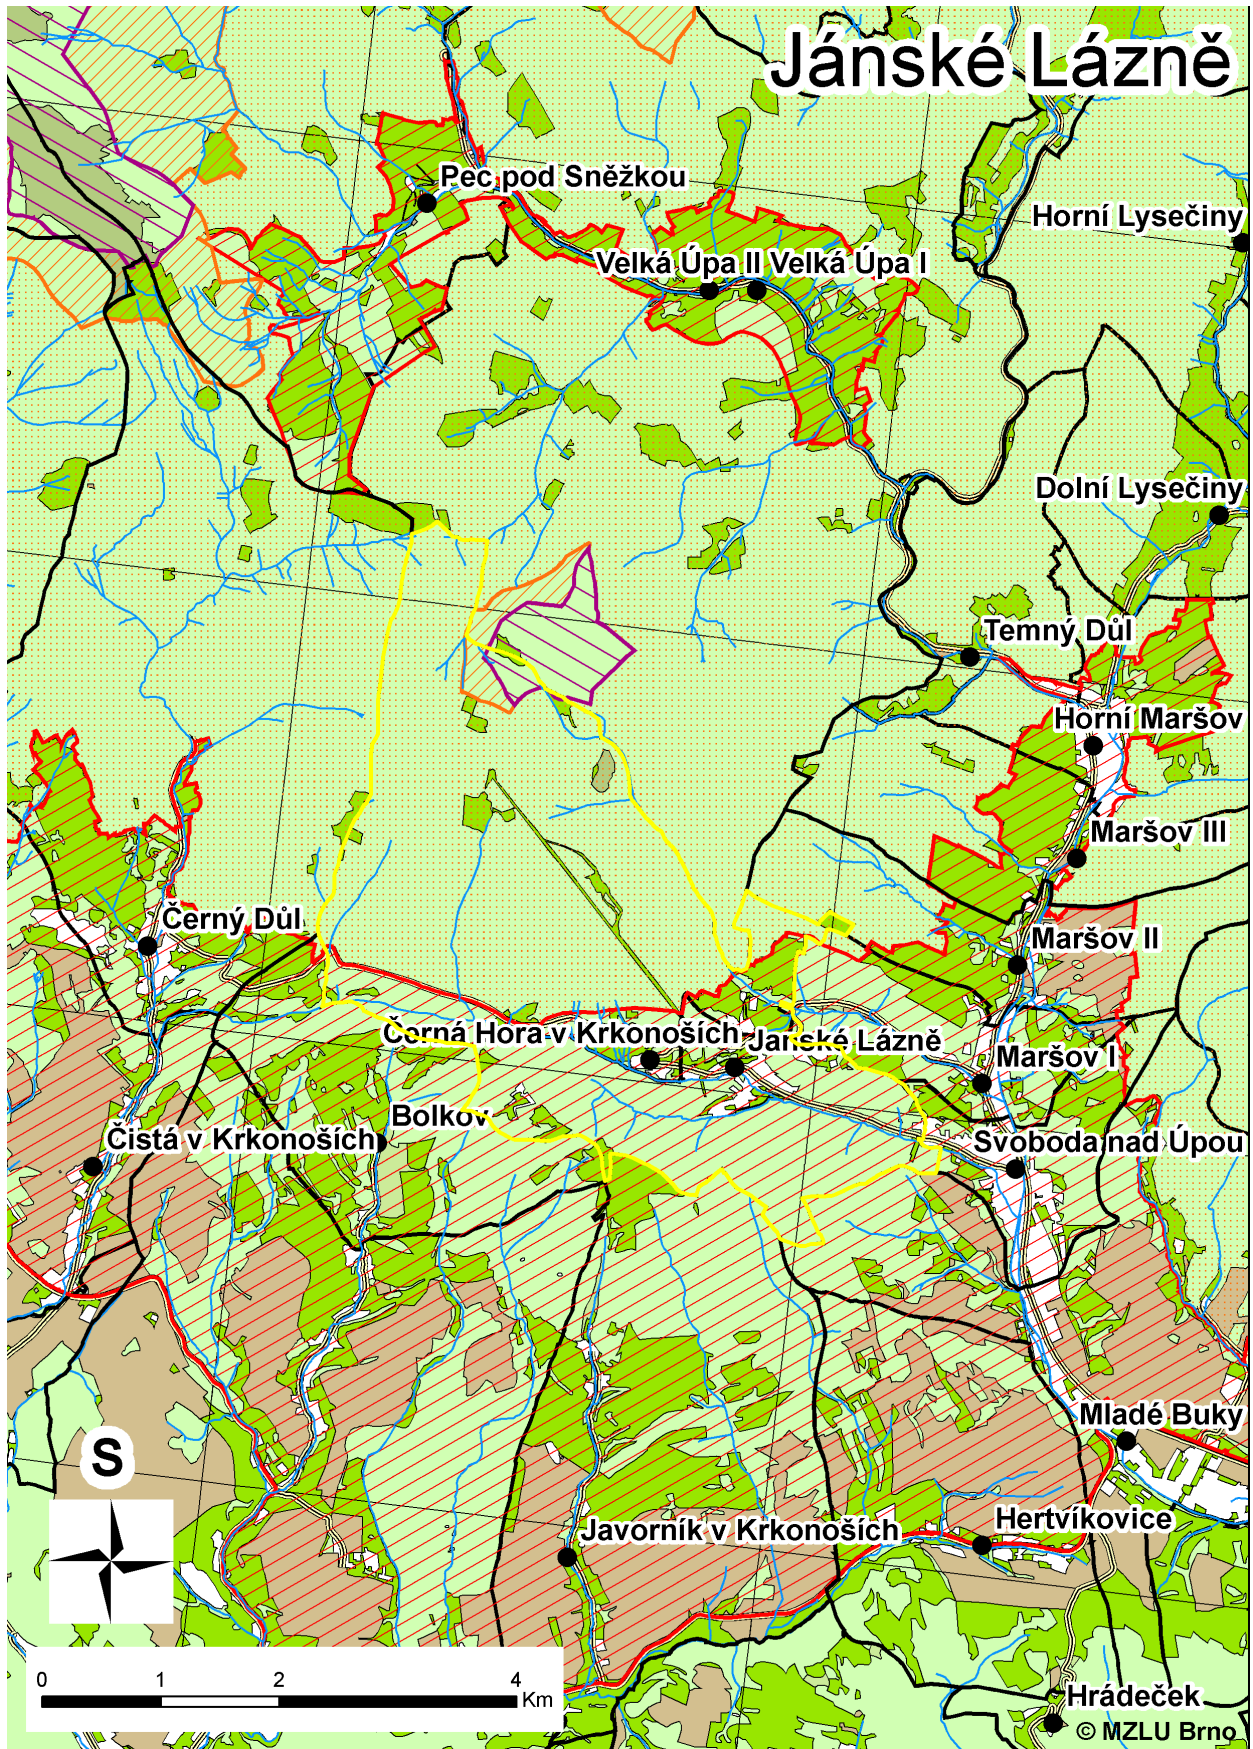 Jánské Lázně
Pec pod Sněžkou
Horní Lysečiny
Velká Úpa II Velká Úpa I
Dolní Lysečiny
Temný Důl
Horní Maršov
Maršov III
Černý Důl
Maršov II
Černá Hora v Krkonoších
Janské Lázně
Maršov I
Bolkov
Čistá v Krkonoších
Svoboda nad Úpou
Mladé Buky
S
Hertvíkovice
Javorník v Krkonoších
0 1 2 4
Km
Hrádeček
© MZLU Brno